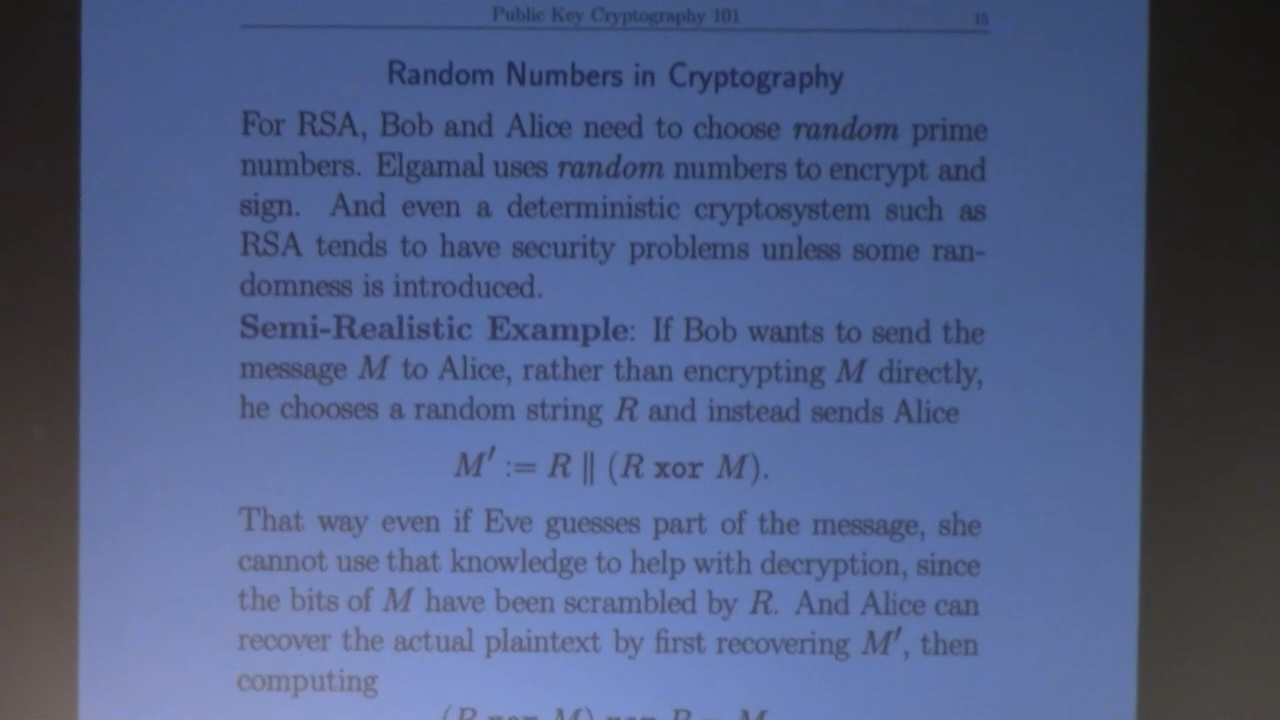 Public Key Cryptography 101 15
Random Numbers in Cryptography
For RSA, Bob and Alice need to choose random prime
numbers. Elgamal uses random numbers to encrypt and
sign. And even a deterministic cryptosystem such as
RSA tends to have security problems unless some ran-
domness is introduced.
Semi-Realistic Example: If Bob wants to send the
message M to Alice, rather than encrypting M directly,
he chooses a random string R and instead sends Alice
M′ := R ‖ (R xor M).
That way even if Eve guesses part of the message, she
cannot use that knowledge to help with decryption, since
the bits of M have been scrambled by R. And Alice can
recover the actual plaintext by first recovering M′, then
computing
(R xor M) xor R = M